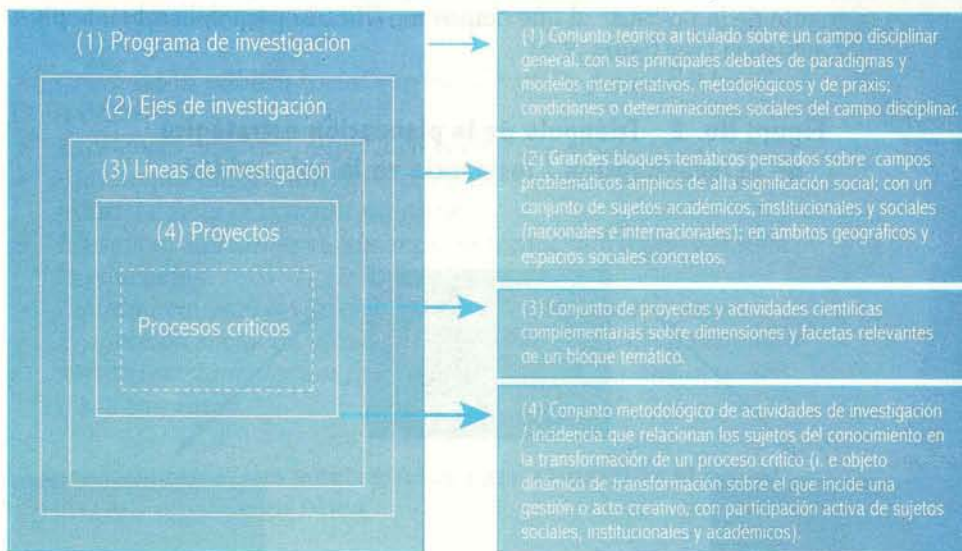 (1) Programa de investigación
(2) Ejes de investigación
(3) Líneas de investigación
(4) Proyectos
Procesos críticos
(1) Conjunto teórico articulado sobre un campo disciplinar
general, con sus principales debates de paradigmas y
modelos interpretativos, metodológicos y de praxis;
condiciones o determinaciones sociales del campo disciplinar.
(2) Grandes bloques temáticos pensados sobre campos
problemáticos amplios de alta significación social; con un
conjunto de sujetos académicos, institucionales y sociales
(nacionales e internacionales); en ámbitos geográficos y
espacios sociales concretos.
(3) Conjunto de proyectos y actividades científicas
complementarias sobre dimensiones y facetas relevantes
de un bloque temático.
(4) Conjunto metodológico de actividades de investigación
/ incidencia que relacionan los sujetos del conocimiento en
la transformación de un proceso crítico (i. e objeto
dinámico de transformación sobre el que incide una
gestión o acto creativo, con participación activa de sujetos
sociales, institucionales y académicos).